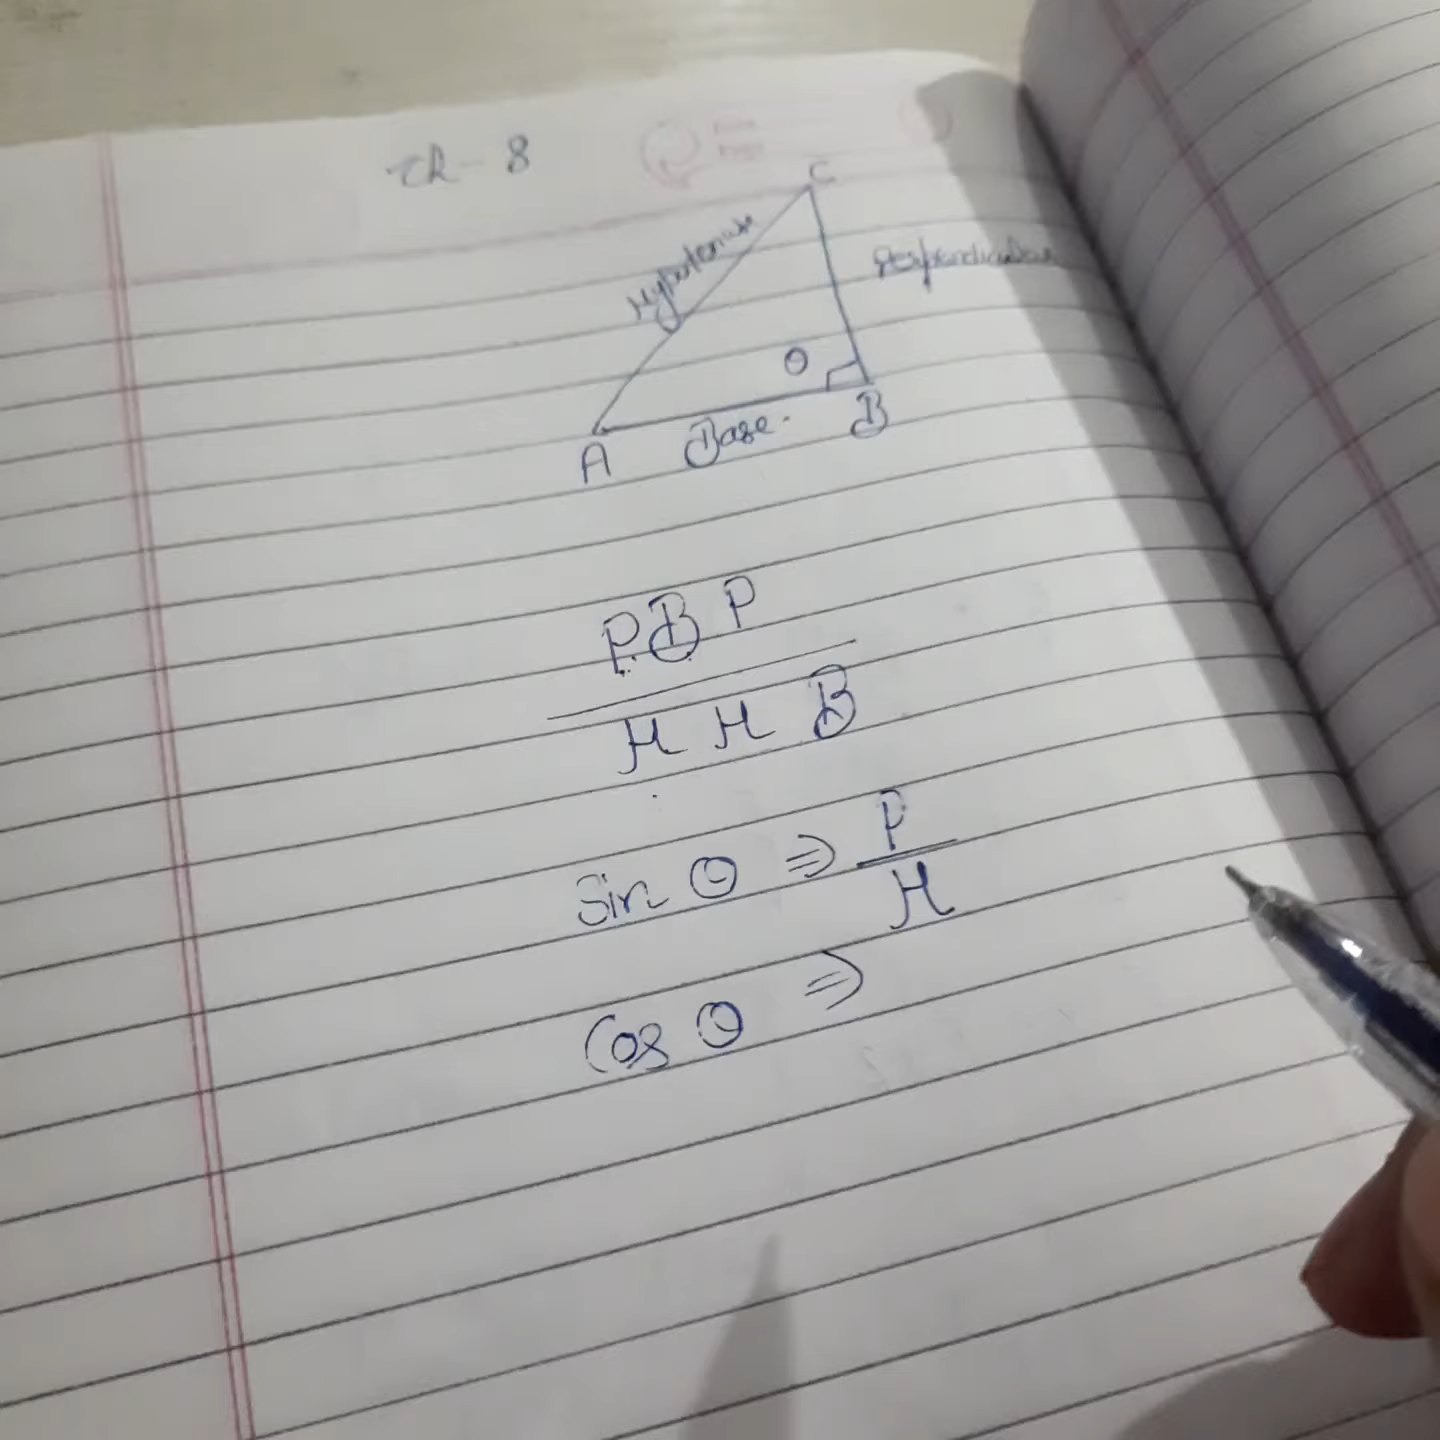 Ch - 8
C
Hypotenuse
Perpendicular
θ
A Base. B
P B P
H H B
Sin θ ⇒ P
H
Cos θ ⇒